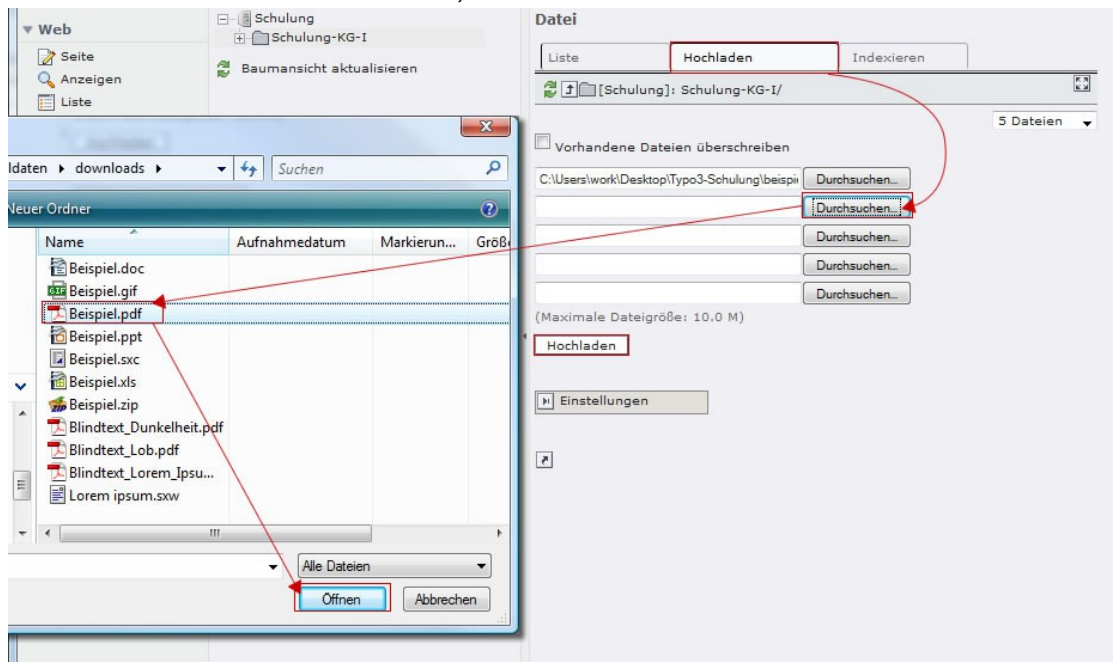 Web
Seite
Anzeigen
Liste
Schulung
Schulung-KG-I
Baumansicht aktualisieren
Datei
Liste
Hochladen
Indexieren
[Schulung]: Schulung-KG-I/
5 Dateien
Vorhandene Dateien überschreiben
C:\Users\work\Desktop\Typo3-Schulung\beispi
Durchsuchen...
Durchsuchen...
Durchsuchen...
Durchsuchen...
Durchsuchen...
(Maximale Dateigröße: 10.0 M)
Hochladen
Einstellungen
ldaten ▸ downloads ▸
Suchen
Neuer Ordner
Name Aufnahmedatum Markierun... Größe
Beispiel.doc
Beispiel.gif
Beispiel.pdf
Beispiel.ppt
Beispiel.sxc
Beispiel.xls
Beispiel.zip
Blindtext_Dunkelheit.pdf
Blindtext_Lob.pdf
Blindtext_Lorem_Ipsu...
Lorem ipsum.sxw
Alle Dateien
Öffnen
Abbrechen